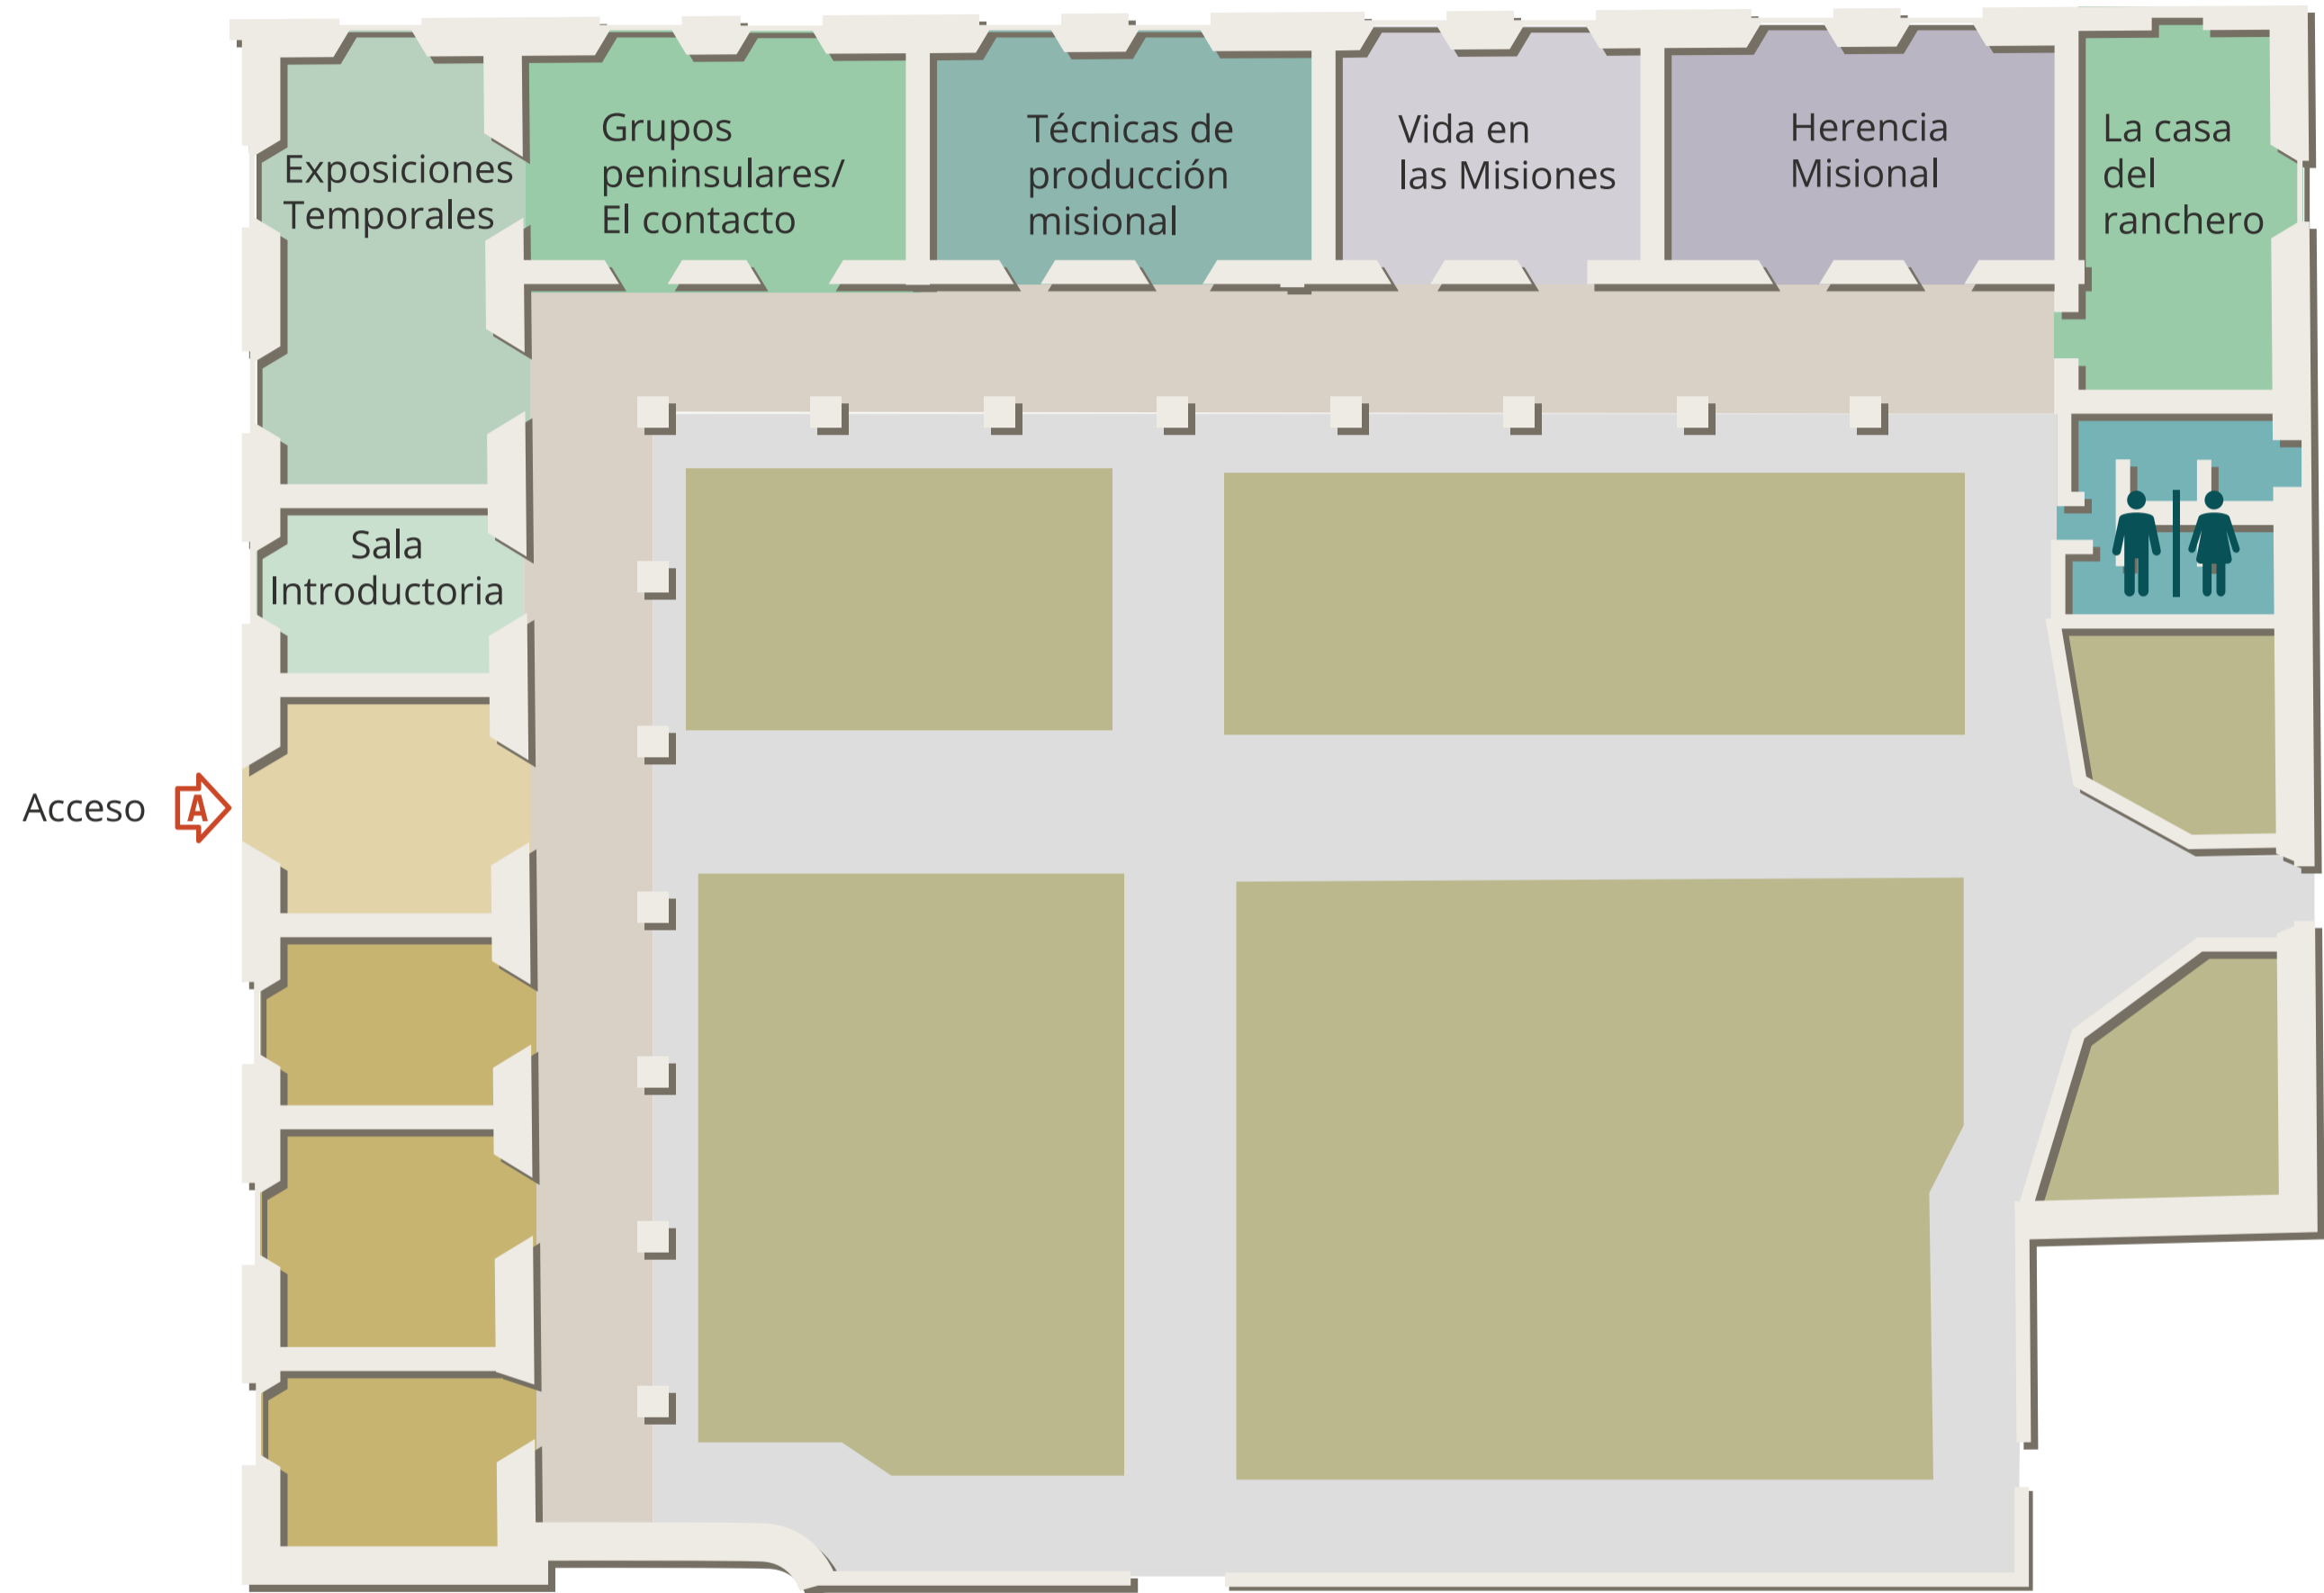 Exposiciones
Temporales
Grupos
peninsulares/
El contacto
Técnicas de
producción
misional
Vida en
las Misiones
Herencia
Misional
La casa
del
ranchero
Sala
Introductoria
Acceso
A